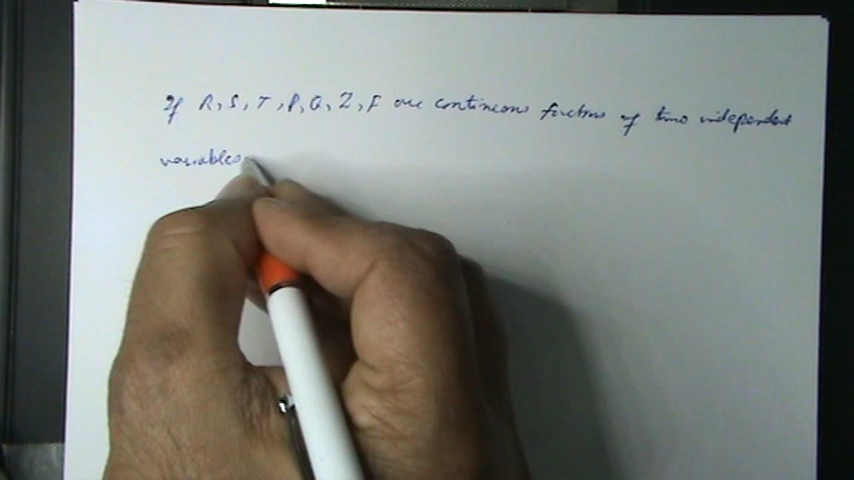 If R, S, T, P, Q, Z, F are continuous functions of two independent
variables